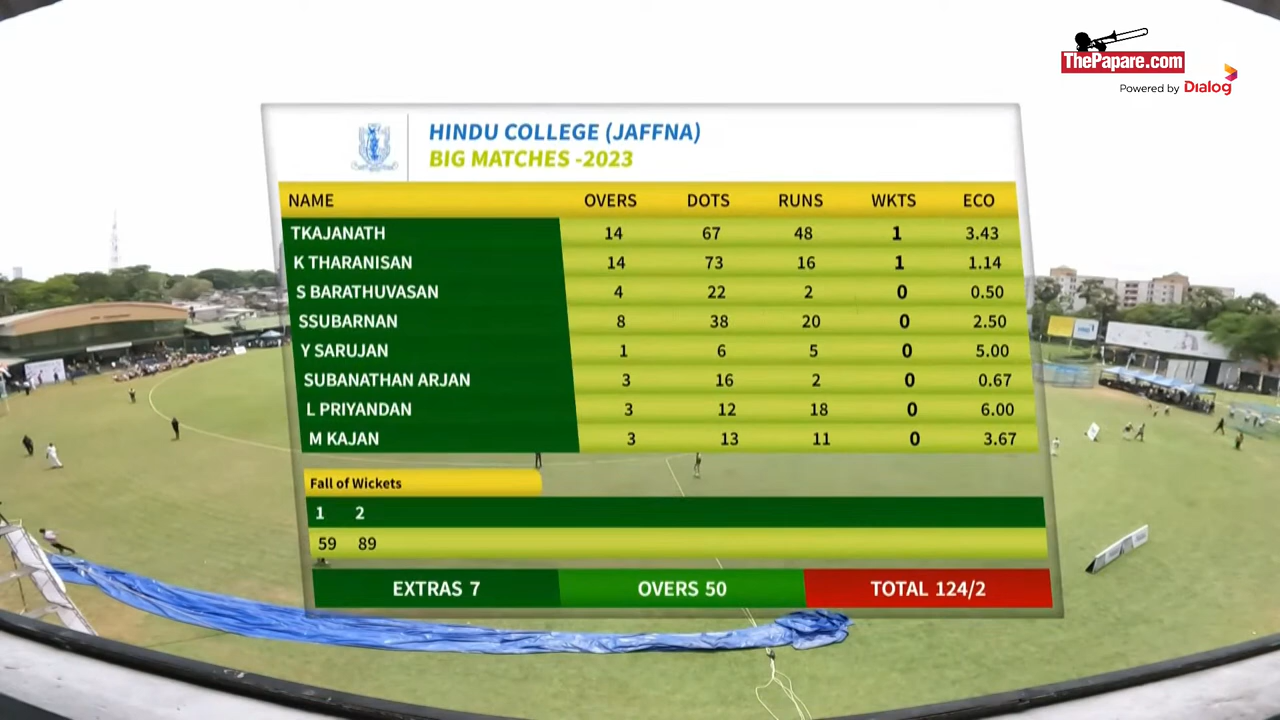 ThePapare.com
Powered by Dialog
HINDU COLLEGE (JAFFNA)
BIG MATCHES -2023
NAME OVERS DOTS RUNS WKTS ECO
TKAJANATH 14 67 48 1 3.43
K THARANISAN 14 73 16 1 1.14
S BARATHUVASAN 4 22 2 0 0.50
SSUBARNAN 8 38 20 0 2.50
Y SARUJAN 1 6 5 0 5.00
SUBANATHAN ARJAN 3 16 2 0 0.67
L PRIYANDAN 3 12 18 0 6.00
M KAJAN 3 13 11 0 3.67
Fall of Wickets
1 2
59 89
EXTRAS 7 OVERS 50 TOTAL 124/2